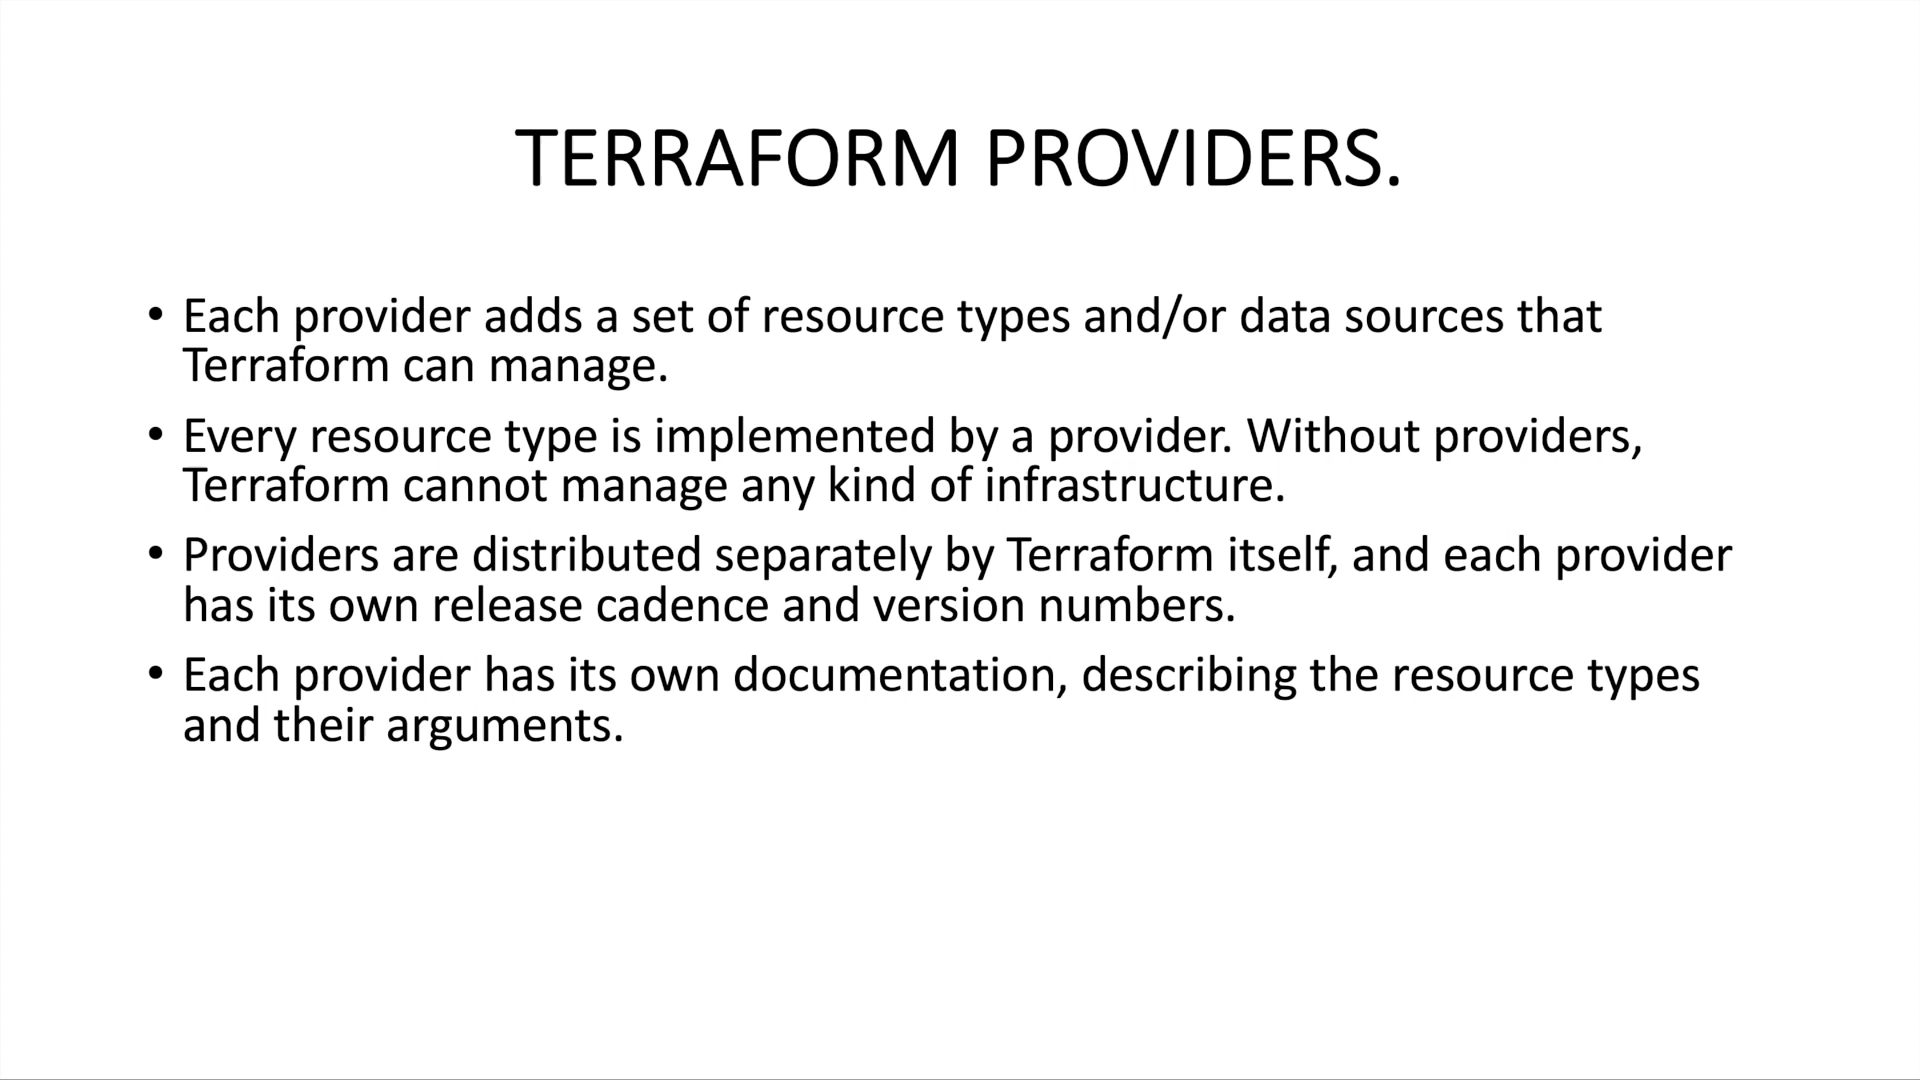 TERRAFORM PROVIDERS.
• Each provider adds a set of resource types and/or data sources that
Terraform can manage.
• Every resource type is implemented by a provider. Without providers,
Terraform cannot manage any kind of infrastructure.
• Providers are distributed separately by Terraform itself, and each provider
has its own release cadence and version numbers.
• Each provider has its own documentation, describing the resource types
and their arguments.